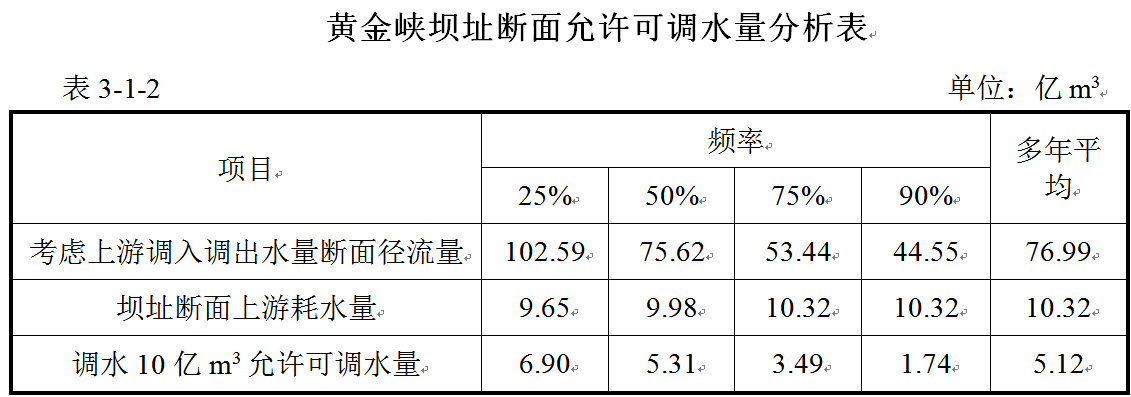 黄金峡坝址断面允许可调水量分析表
表 3-1-2 单位：亿 m³
项目 频率 多年平均
25% 50% 75% 90%
考虑上游调入调出水量断面径流量 102.59 75.62 53.44 44.55 76.99
坝址断面上游耗水量 9.65 9.98 10.32 10.32 10.32
调水 10 亿 m³ 允许可调水量 6.90 5.31 3.49 1.74 5.12